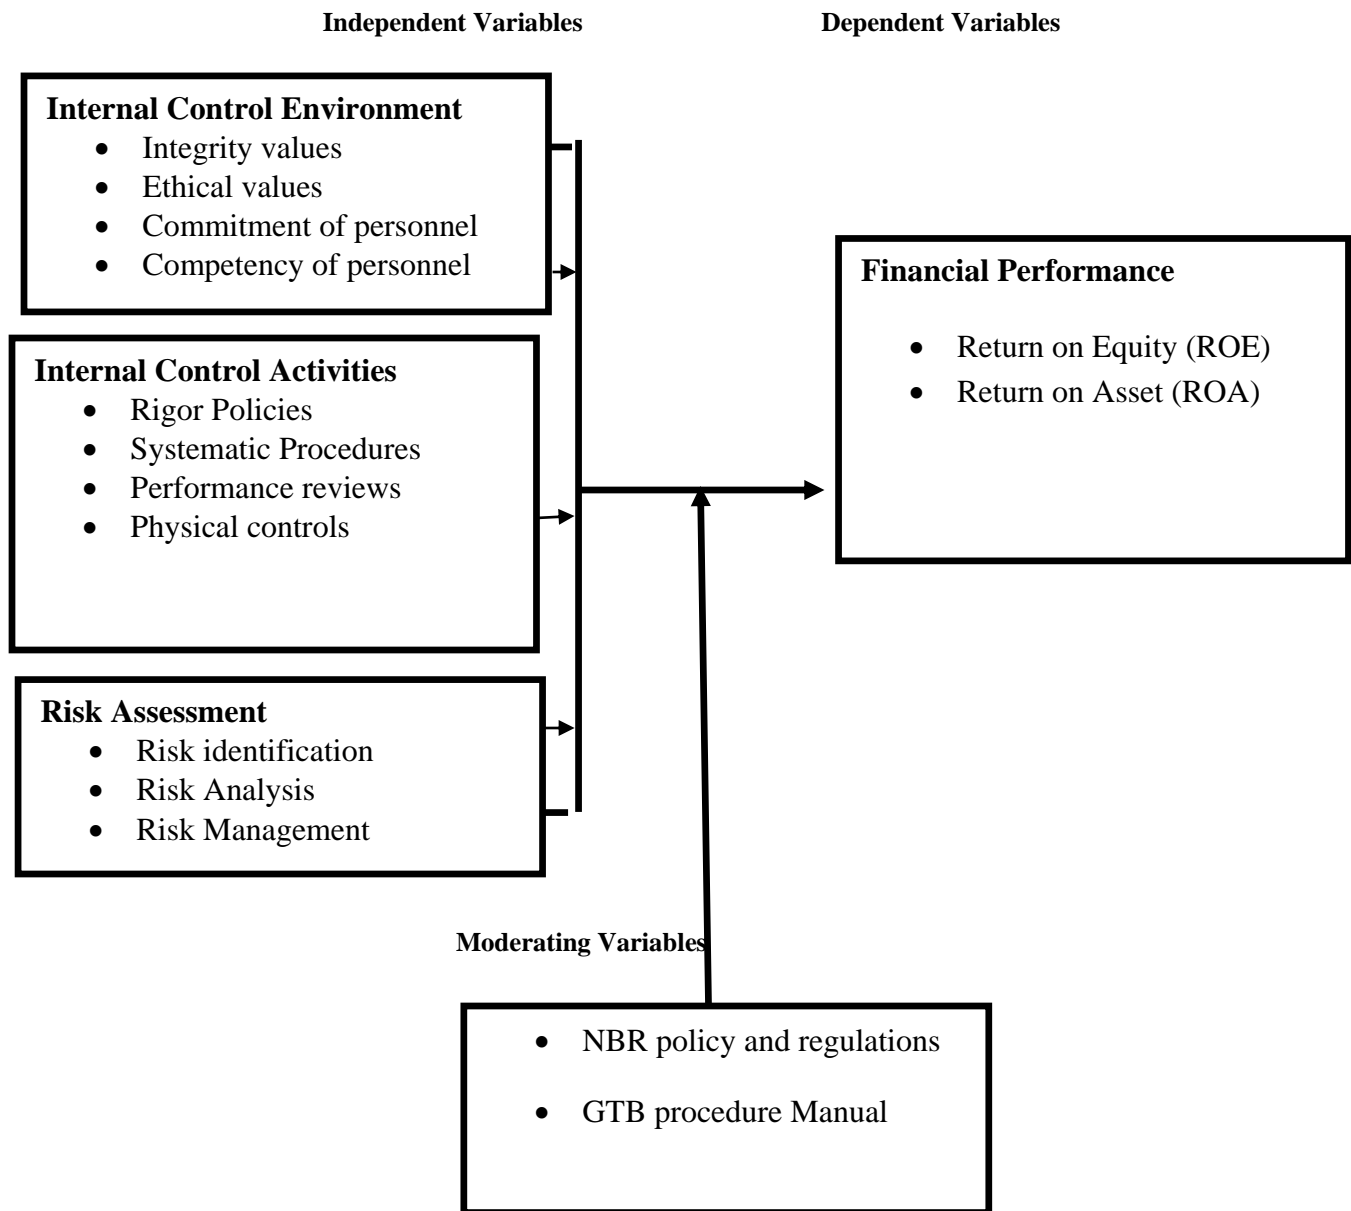 Independent Variables
Dependent Variables
Internal Control Environment
• Integrity values
• Ethical values
• Commitment of personnel
• Competency of personnel
Internal Control Activities
• Rigor Policies
• Systematic Procedures
• Performance reviews
• Physical controls
Risk Assessment
• Risk identification
• Risk Analysis
• Risk Management
Financial Performance
• Return on Equity (ROE)
• Return on Asset (ROA)
Moderating Variables
• NBR policy and regulations
• GTB procedure Manual